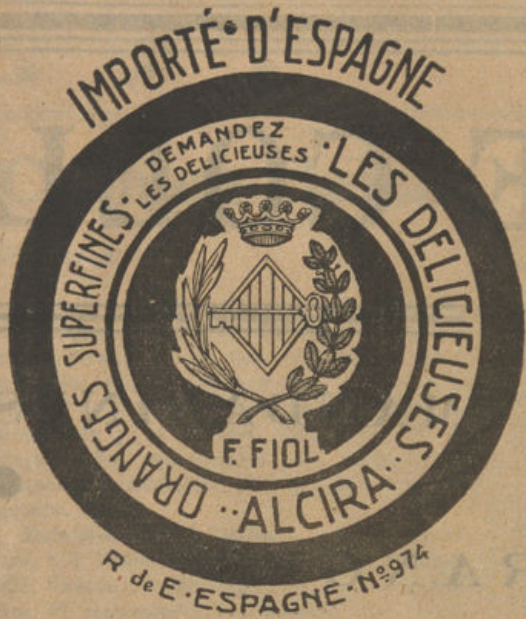 IMPORTÉ • D'ESPAGNE
DEMANDEZ
LES DELICIEUSES
ORANGES SUPERFINES • LES DELICIEUSES • • ALCIRA • •
F. FIOL
R. de E • ESPAGNE • Nº 974